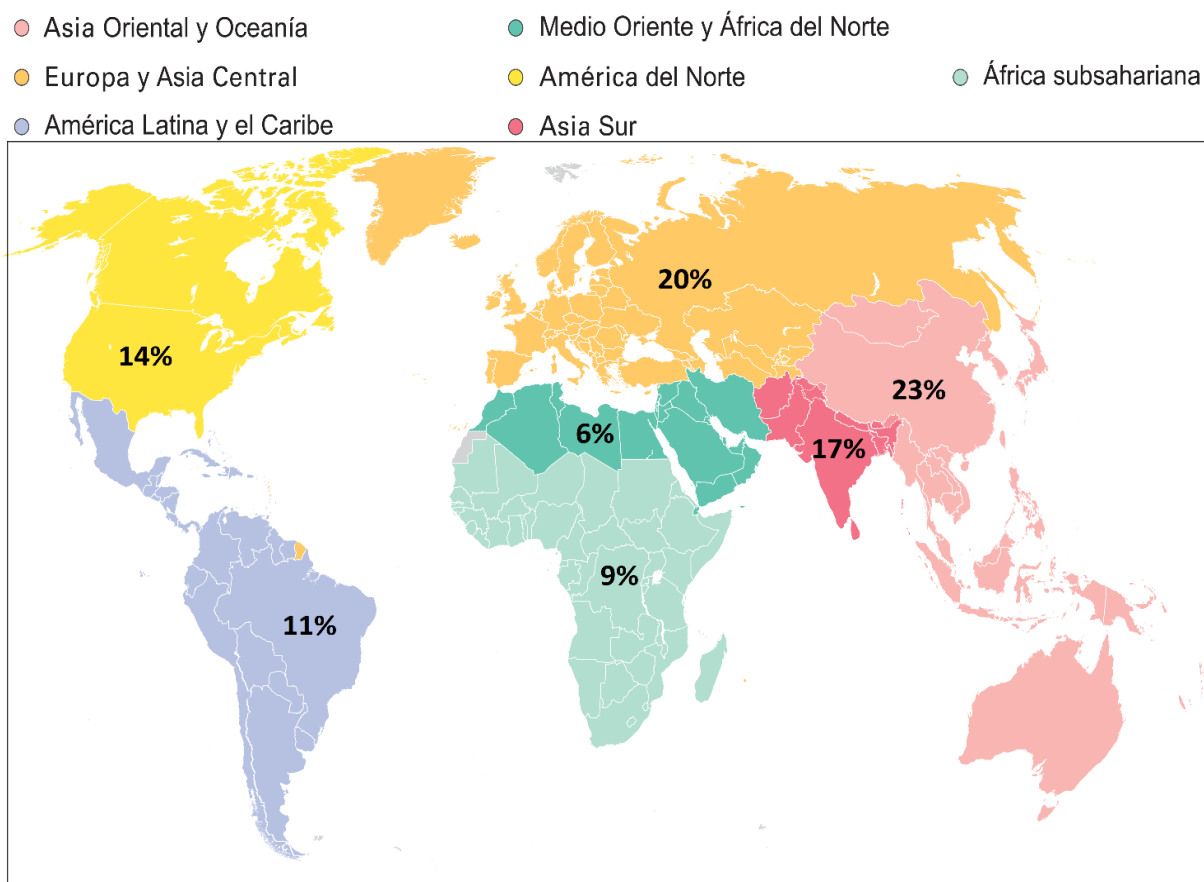 Asia Oriental y Oceanía
Medio Oriente y África del Norte
Europa y Asia Central
América del Norte
África subsahariana
América Latina y el Caribe
Asia Sur
20%
14%
23%
6%
17%
9%
11%